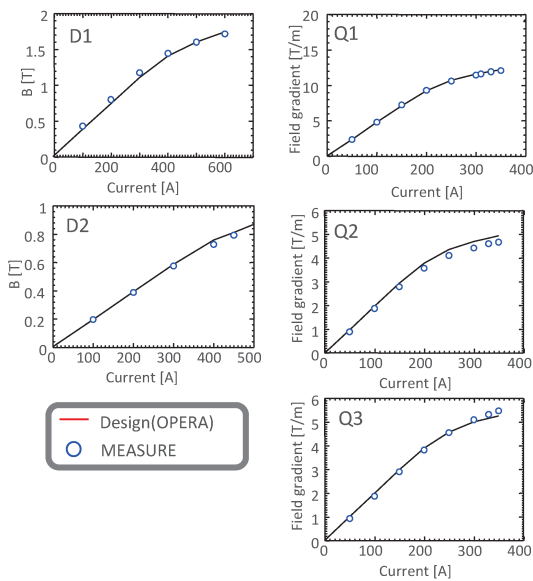 D1
2
1.5
1
0.5
0
B [T]
0 200 400 600
Current [A]
Q1
20
15
10
5
0
Field gradient [T/m]
0 100 200 300 400
Current [A]
D2
0.8
0.6
0.4
0.2
0
B [T]
0 100 200 300 400 500
Current [A]
Q2
6
5
4
3
2
1
0
Field gradient [T/m]
0 100 200 300 400
Current [A]
Design(OPERA)
MEASURE
Q3
6
5
4
3
2
1
0
Field gradient [T/m]
0 100 200 300 400
Current [A]